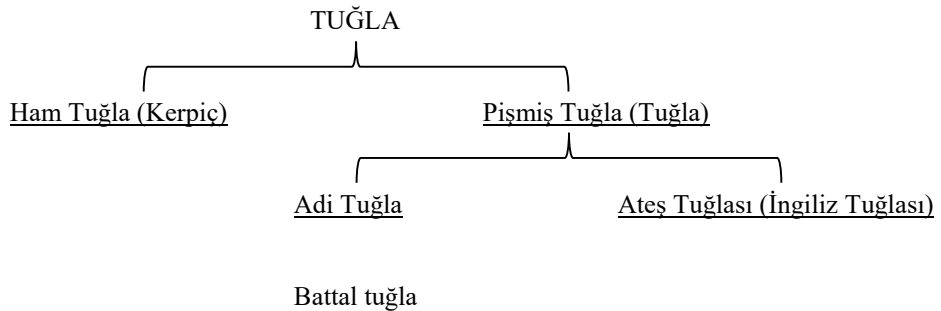 TUĞLA
Ham Tuğla (Kerpiç) Pişmiş Tuğla (Tuğla)
Adi Tuğla Ateş Tuğlası (İngiliz Tuğlası)
Battal tuğla